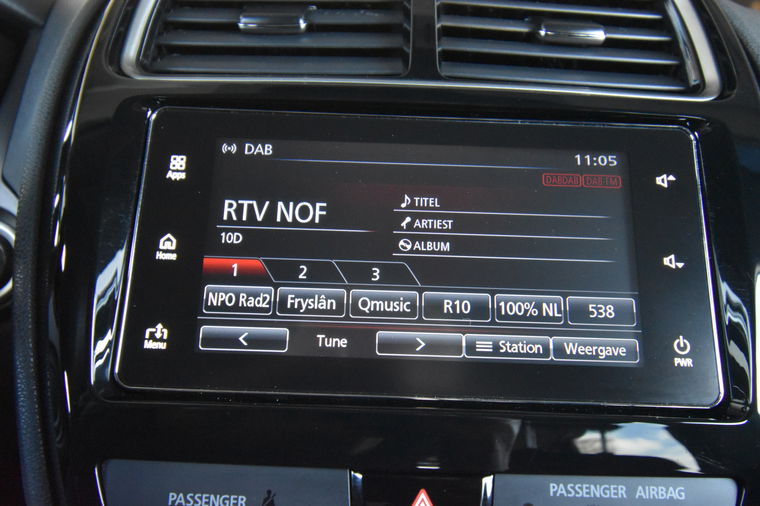 DAB
11:05
DABDAB DAB-FM
RTV NOF
10D
TITEL
ARTIEST
ALBUM
1 2 3
NPO Rad2 Fryslân Qmusic R10 100% NL 538
< Tune > Station Weergave
Apps
Home
Menu
PWR
PASSENGER
PASSENGER AIRBAG